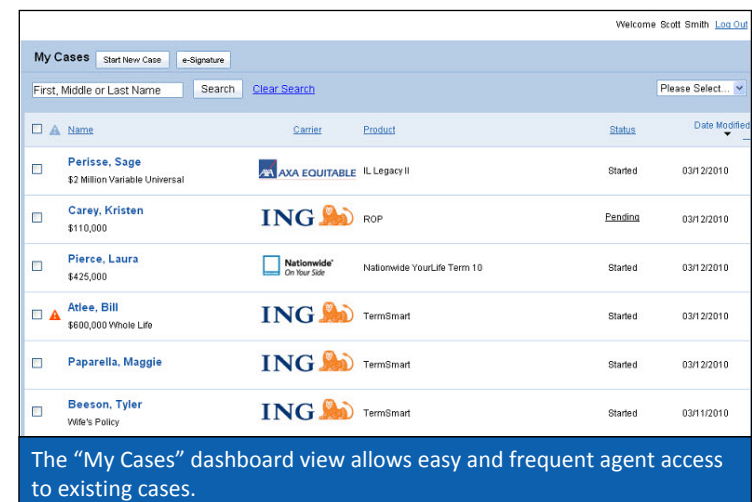 Welcome Scott Smith Log Out
My Cases Start New Case e-Signature
First, Middle or Last Name Search Clear Search Please Select...
Name Carrier Product Status Date Modified
Perisse, Sage
$2 Million Variable Universal
AXA AXA EQUITABLE IL Legacy II Started 03/12/2010
Carey, Kristen
$110,000
ING ROP Pending 03/12/2010
Pierce, Laura
$425,000
Nationwide®
On Your Side
Nationwide YourLife Term 10 Started 03/12/2010
Atlee, Bill
$600,000 Whole Life
ING TermSmart Started 03/12/2010
Paparella, Maggie ING TermSmart Started 03/12/2010
Beeson, Tyler
Wife's Policy
ING TermSmart Started 03/11/2010
The “My Cases” dashboard view allows easy and frequent agent access
to existing cases.